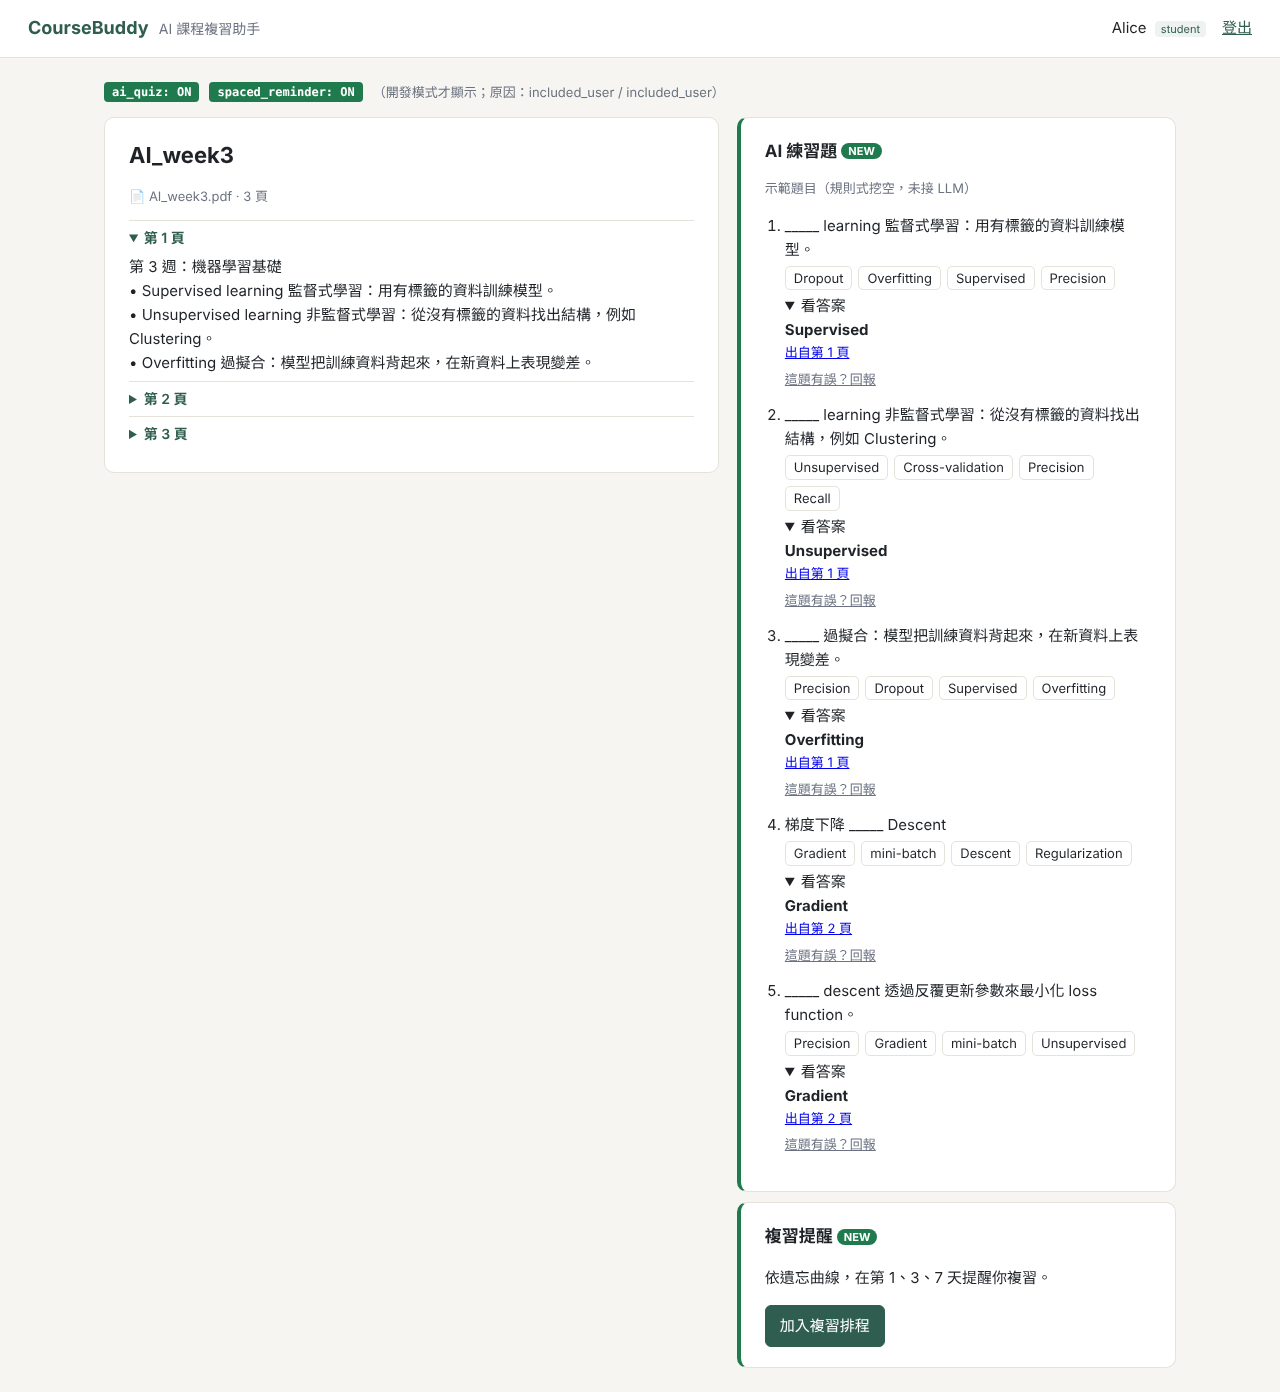 CourseBuddy AI 課程複習助手
Alice student 登出
ai_quiz: ON spaced_reminder: ON （開發模式才顯示；原因：included_user / included_user）
AI_week3
📄 AI_week3.pdf · 3 頁
▼ 第 1 頁
第 3 週：機器學習基礎
• Supervised learning 監督式學習：用有標籤的資料訓練模型。
• Unsupervised learning 非監督式學習：從沒有標籤的資料找出結構，例如
Clustering。
• Overfitting 過擬合：模型把訓練資料背起來，在新資料上表現變差。
▶ 第 2 頁
▶ 第 3 頁
AI 練習題 NEW
示範題目（規則式挖空，未接 LLM）
1. _____ learning 監督式學習：用有標籤的資料訓練模
型。
Dropout Overfitting Supervised Precision
▼ 看答案
Supervised
出自第 1 頁
這題有誤？回報
2. _____ learning 非監督式學習：從沒有標籤的資料找出
結構，例如 Clustering。
Unsupervised Cross-validation Precision
Recall
▼ 看答案
Unsupervised
出自第 1 頁
這題有誤？回報
3. _____ 過擬合：模型把訓練資料背起來，在新資料上表
現變差。
Precision Dropout Supervised Overfitting
▼ 看答案
Overfitting
出自第 1 頁
這題有誤？回報
4. 梯度下降 _____ Descent
Gradient mini-batch Descent Regularization
▼ 看答案
Gradient
出自第 2 頁
這題有誤？回報
5. _____ descent 透過反覆更新參數來最小化 loss
function。
Precision Gradient mini-batch Unsupervised
▼ 看答案
Gradient
出自第 2 頁
這題有誤？回報
複習提醒 NEW
依遺忘曲線，在第 1、3、7 天提醒你複習。
加入複習排程